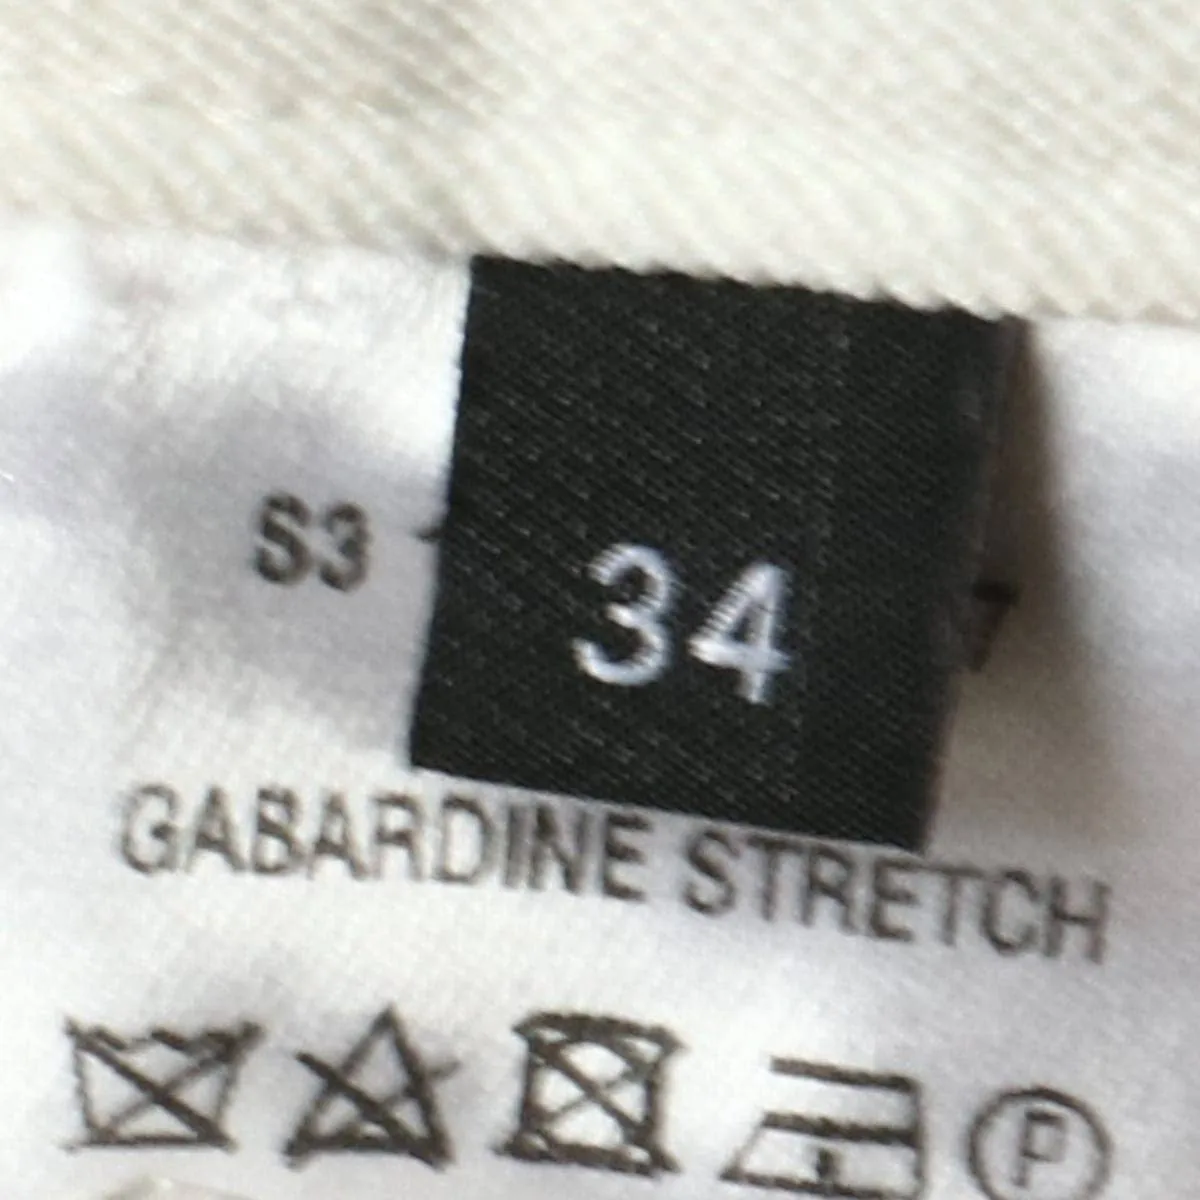 S3
34
GABARDINE STRETCH
P